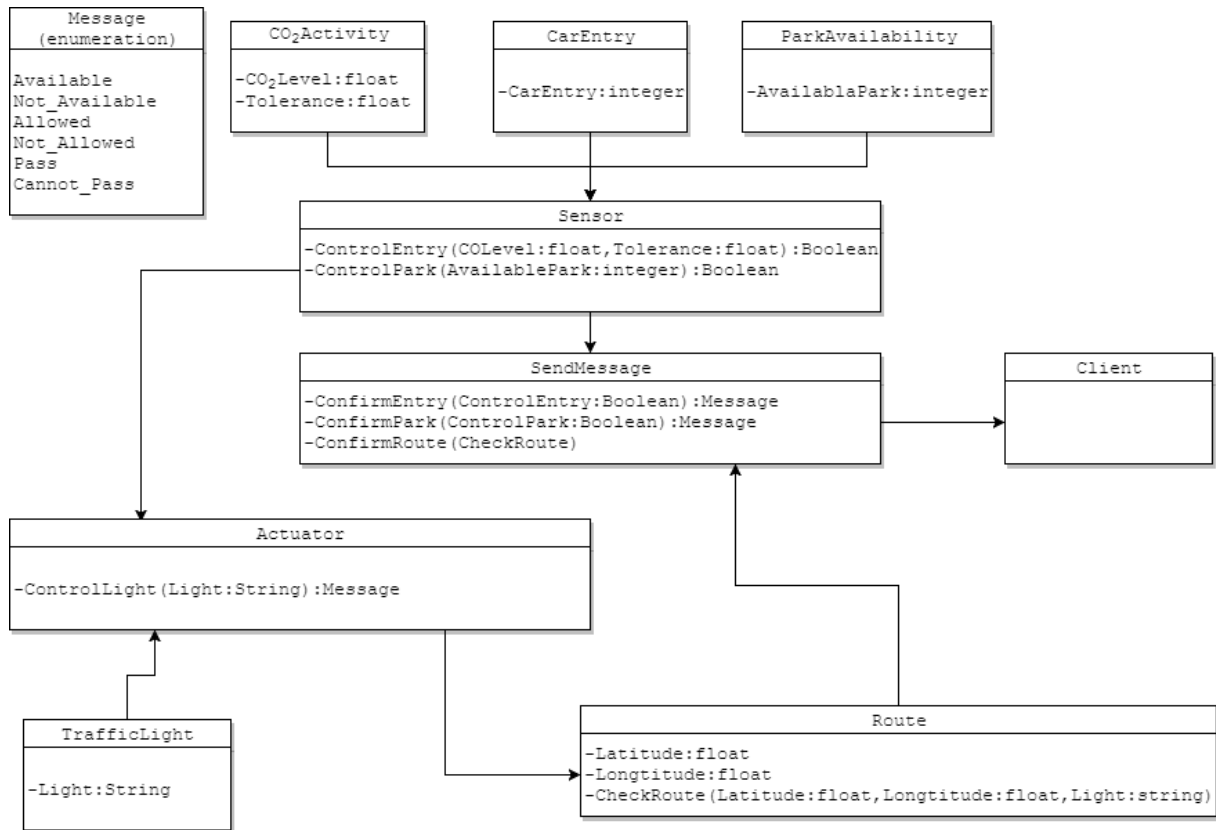 Message
(enumeration)
Available
Not_Available
Allowed
Not_Allowed
Pass
Cannot_Pass
CO₂Activity
-CO₂Level:float
-Tolerance:float
CarEntry
-CarEntry:integer
ParkAvailability
-AvailablaPark:integer
Sensor
-ControlEntry(COLevel:float,Tolerance:float):Boolean
-ControlPark(AvailablePark:integer):Boolean
SendMessage
-ConfirmEntry(ControlEntry:Boolean):Message
-ConfirmPark(ControlPark:Boolean):Message
-ConfirmRoute(CheckRoute)
Client
Actuator
-ControlLight(Light:String):Message
TrafficLight
-Light:String
Route
-Latitude:float
-Longtitude:float
-CheckRoute(Latitude:float,Longtitude:float,Light:string)